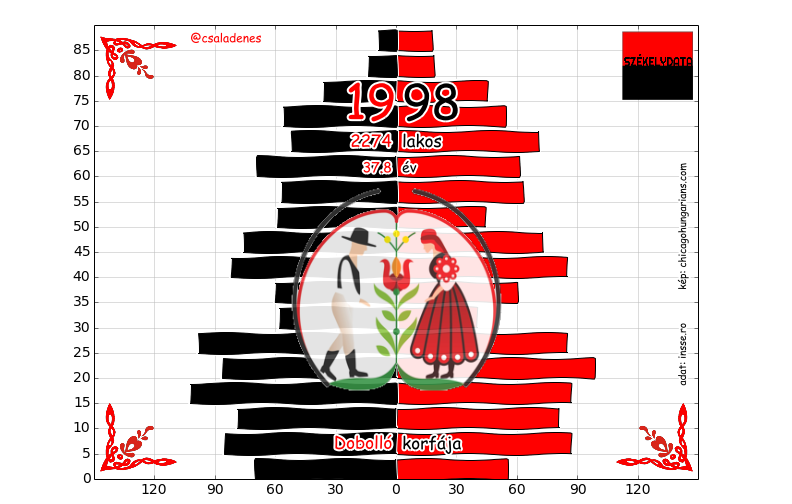 @csaladenes
SZÉKELYDATA
1998
2274 lakos
37.8 év
kép: chicagohungarians.com
adat: insse.ro
Dobolló korfája
85
80
75
70
65
60
55
50
45
40
35
30
25
20
15
10
5
0
120 90 60 30 0 30 60 90 120